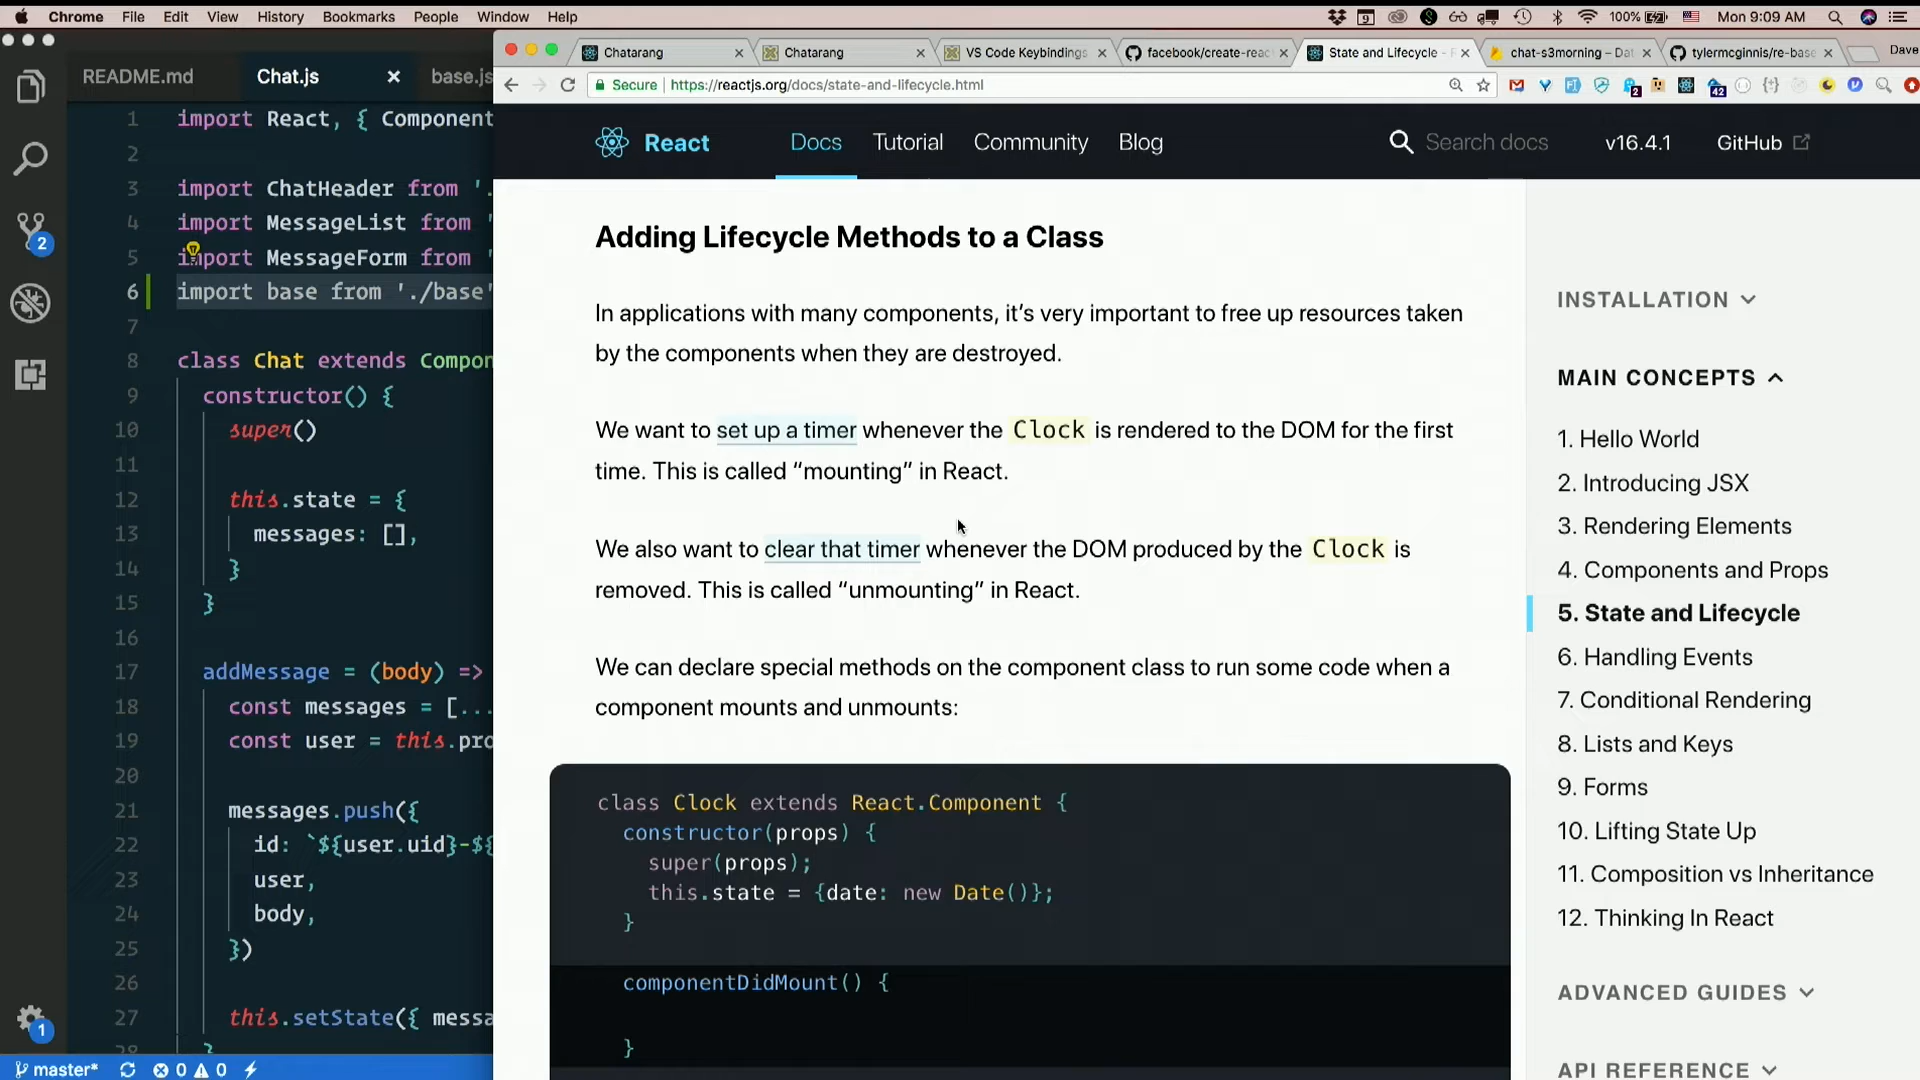 Chrome File Edit View History Bookmarks People Window Help
9 100% Mon 9:09 AM
README.md Chat.js base.js
1 import React, { Component
2
3 import ChatHeader from '.
4 import MessageList from '
5 import MessageForm from '
6 import base from './base'
7
8 class Chat extends Compon
9 constructor() {
10 super()
11
12 this.state = {
13 messages: [],
14 }
15 }
16
17 addMessage = (body) =>
18 const messages = [...
19 const user = this.pro
20
21 messages.push({
22 id: `${user.uid}-${
23 user,
24 body,
25 })
26
27 this.setState({ messa
28 }
2
1
master* 0 0
Chatarang
Chatarang
VS Code Keybindings
facebook/create-reac
State and Lifecycle - R
chat-s3morning – Dat
tylermcginnis/re-base
Dave
Secure https://reactjs.org/docs/state-and-lifecycle.html
2 42
React Docs Tutorial Community Blog Search docs v16.4.1 GitHub
Adding Lifecycle Methods to a Class
In applications with many components, it’s very important to free up resources taken
by the components when they are destroyed.
We want to set up a timer whenever the Clock is rendered to the DOM for the first
time. This is called “mounting” in React.
We also want to clear that timer whenever the DOM produced by the Clock is
removed. This is called “unmounting” in React.
We can declare special methods on the component class to run some code when a
component mounts and unmounts:
class Clock extends React.Component {
constructor(props) {
super(props);
this.state = {date: new Date()};
}
componentDidMount() {
}
INSTALLATION
MAIN CONCEPTS
1. Hello World
2. Introducing JSX
3. Rendering Elements
4. Components and Props
5. State and Lifecycle
6. Handling Events
7. Conditional Rendering
8. Lists and Keys
9. Forms
10. Lifting State Up
11. Composition vs Inheritance
12. Thinking In React
ADVANCED GUIDES
API REFERENCE